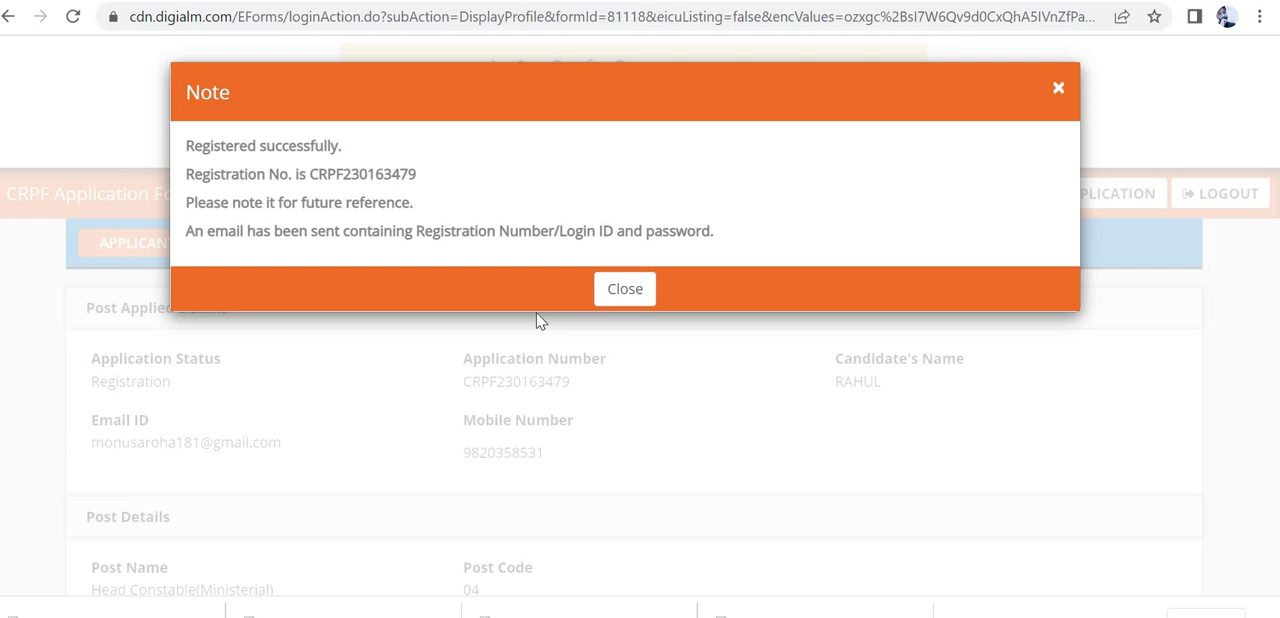 cdn.digialm.com/EForms/loginAction.do?subAction=DisplayProfile&formId=81118&eicuListing=false&encValues=ozxgc%2BsI7W6Qv9d0CxQhA5IVnZfPa...
Note
×
Registered successfully.
Registration No. is CRPF230163479
Please note it for future reference.
An email has been sent containing Registration Number/Login ID and password.
Close
CRPF Application Fo
PLICATION
LOGOUT
APPLICAN
Post Applied Details
Application Status
Application Number
Candidate's Name
Registration
CRPF230163479
RAHUL
Email ID
Mobile Number
monusaroha181@gmail.com
9820358531
Post Details
Post Name
Post Code
Head Constable(Ministerial)
04